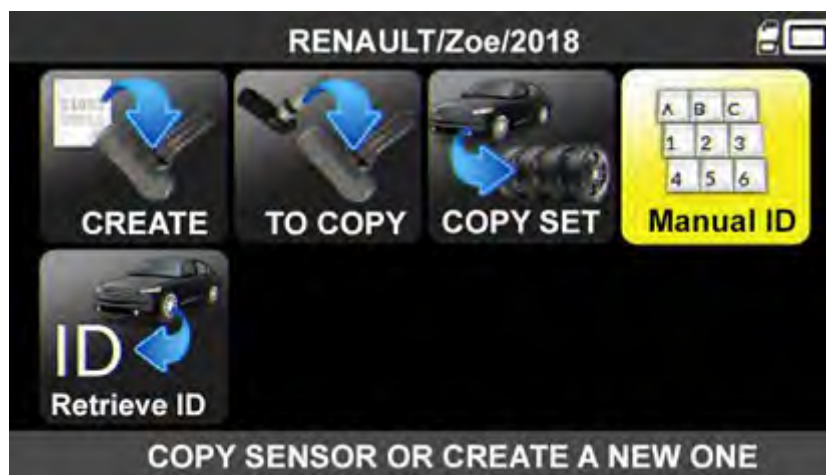 RENAULT/Zoe/2018
CREATE
TO COPY
COPY SET
A B C
1 2 3
4 5 6
Manual ID
ID
Retrieve ID
COPY SENSOR OR CREATE A NEW ONE